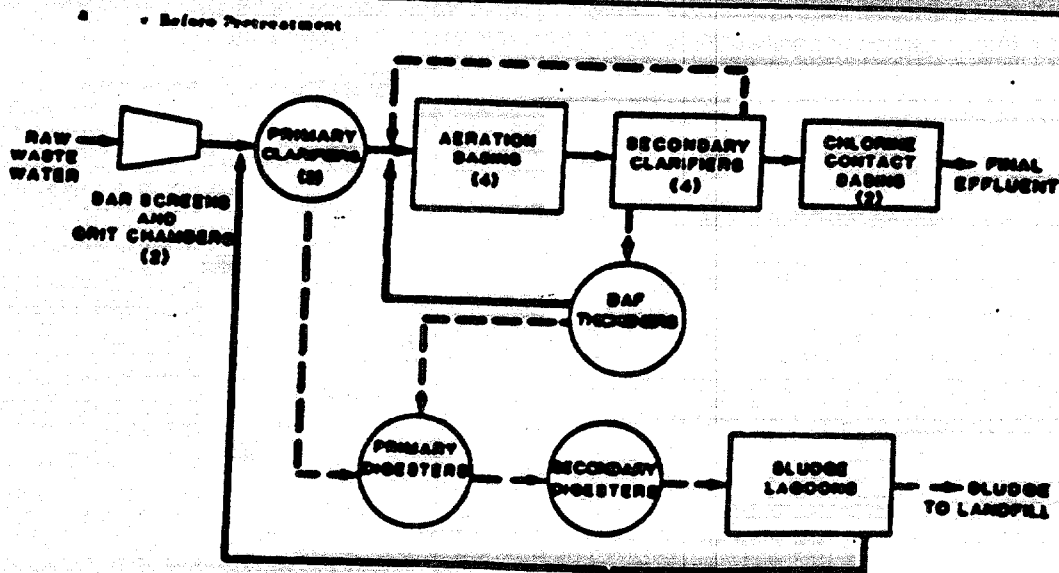 a
Before Pretreatment
RAW
WASTE
WATER
BAR SCREENS
AND
GRIT CHAMBERS
(2)
PRIMARY
CLARIFIERS
AERATION
BASINS
(4)
SECONDARY
CLARIFIERS
(4)
CHLORINE
CONTACT
BASINS
(2)
FINAL
EFFLUENT
DAF
THICKENERS
PRIMARY
DIGESTERS
SECONDARY
DIGESTERS
SLUDGE
LAGOONS
SLUDGE
TO LANDFILL